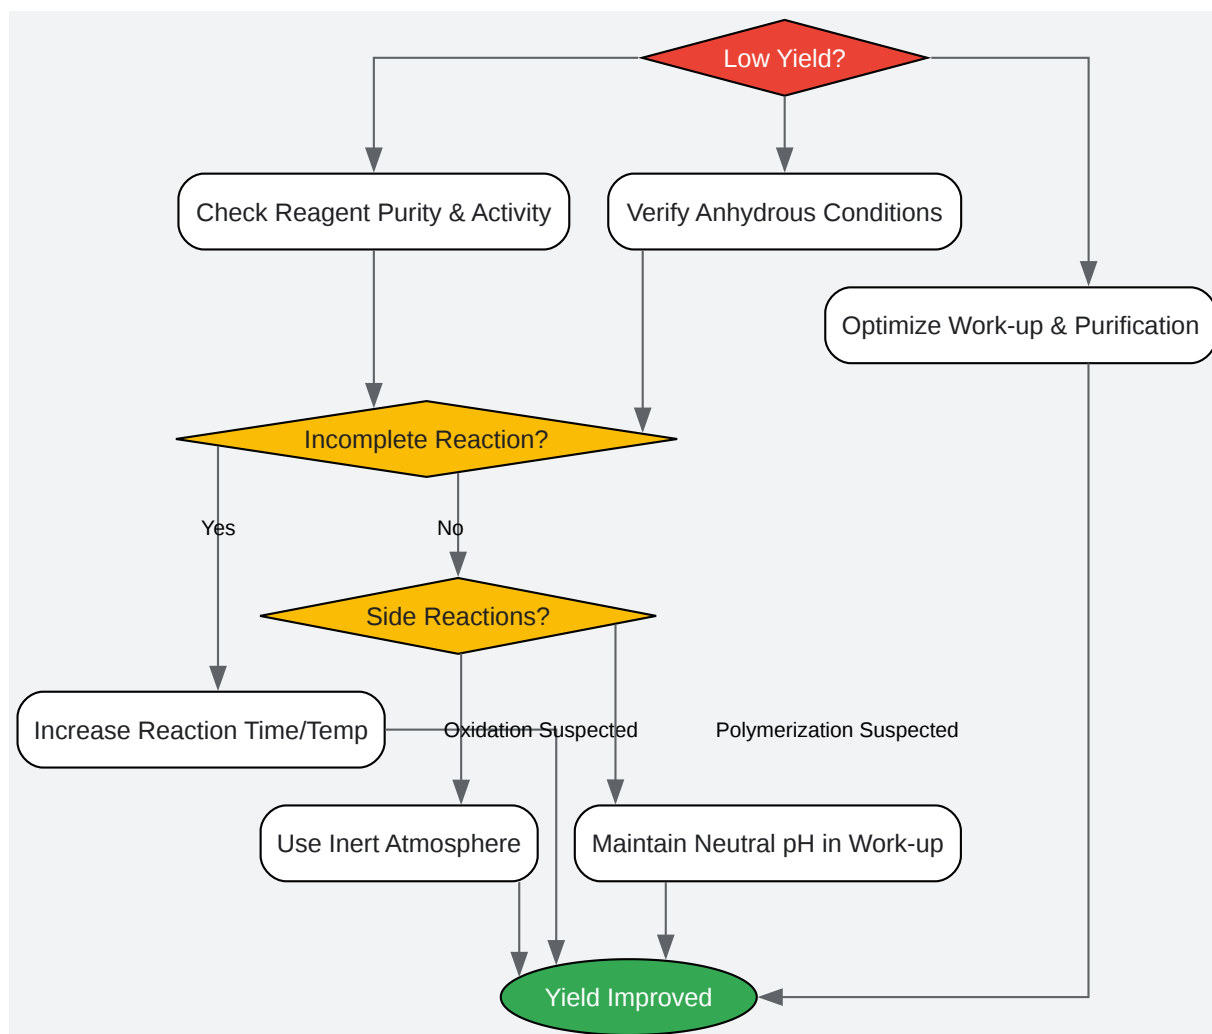 Low Yield?
Check Reagent Purity & Activity
Verify Anhydrous Conditions
Optimize Work-up & Purification
Incomplete Reaction?
Yes
No
Side Reactions?
Increase Reaction Time/Temp
Oxidation Suspected
Polymerization Suspected
Use Inert Atmosphere
Maintain Neutral pH in Work-up
Yield Improved